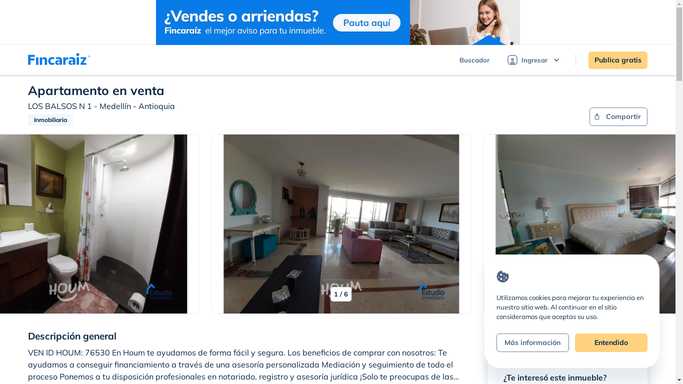 ¿Vendes o arriendas?
Fincaraíz el mejor aviso para tu inmueble.
Pauta aquí
Fincaraíz
Buscador
Ingresar
Publica gratis
Apartamento en venta
LOS BALSOS N 1 - Medellín - Antioquia
Inmobiliaria
Compartir
HOUM
Estudio
HOUM
Estudio
1 / 6
Descripción general
VEN ID HOUM: 76530 En Houm te ayudamos de forma fácil y segura. Los beneficios de comprar con nosotros: Te
ayudamos a conseguir financiamiento a través de una asesoría personalizada Mediación y seguimiento de todo el
proceso Ponemos a tu disposición profesionales en notariado, registro y asesoría jurídica ¡Solo te preocupas de las...
Utilizamos cookies para mejorar tu experiencia en
nuestro sitio web. Al continuar en el sitio
consideramos que aceptas su uso.
Más información
Entendido
¿Te interesó este inmueble?